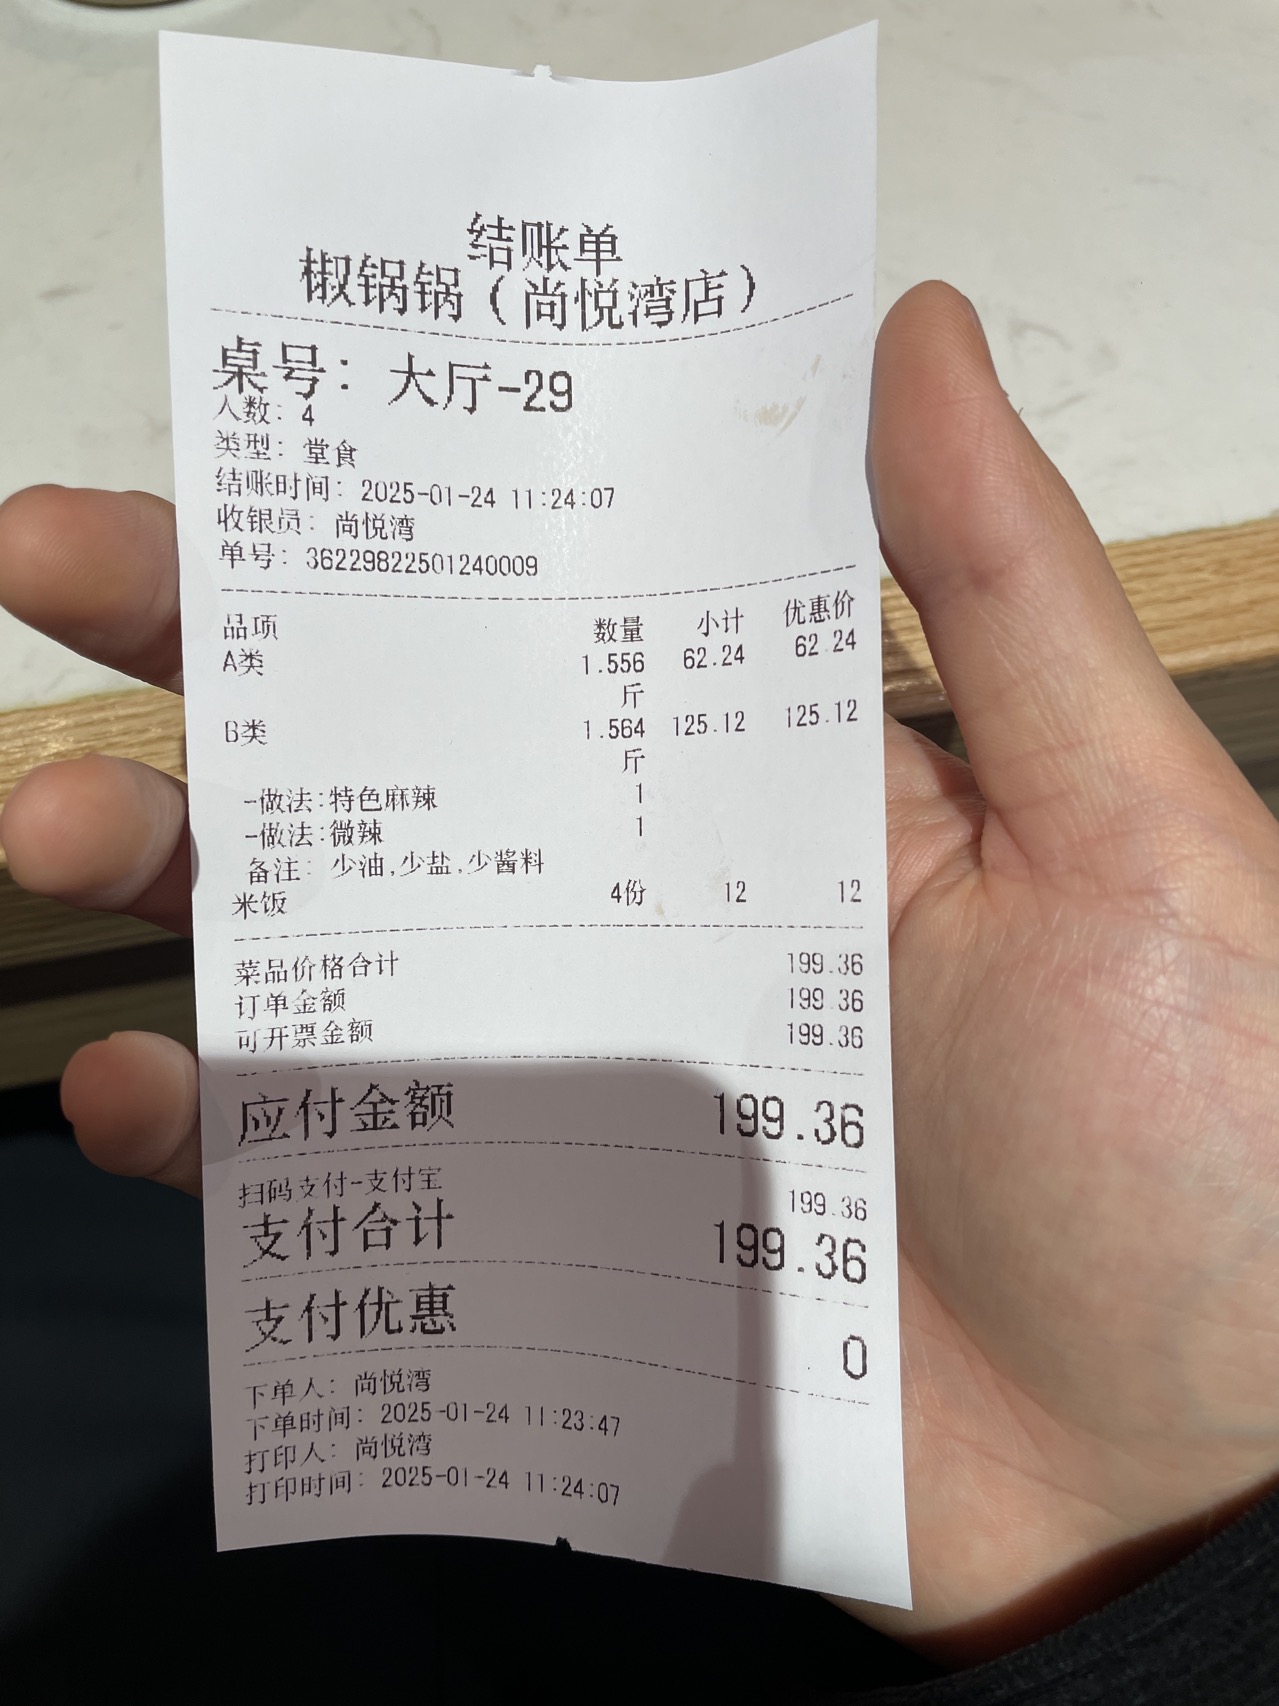 结账单
椒锅锅（尚悦湾店）
桌号：大厅-29
人数：4
类型：堂食
结账时间：2025-01-24 11:24:07
收银员：尚悦湾
单号：36229822501240009
品项 数量 小计 优惠价
A类 1.556 62.24 62.24
斤
B类 1.564 125.12 125.12
斤
-做法:特色麻辣 1
-做法:微辣 1
备注：少油,少盐,少酱料
米饭 4份 12 12
菜品价格合计 199.36
订单金额 199.36
可开票金额 199.36
应付金额 199.36
扫码支付-支付宝 199.36
支付合计 199.36
支付优惠 0
下单人：尚悦湾
下单时间：2025-01-24 11:23:47
打印人：尚悦湾
打印时间：2025-01-24 11:24:07